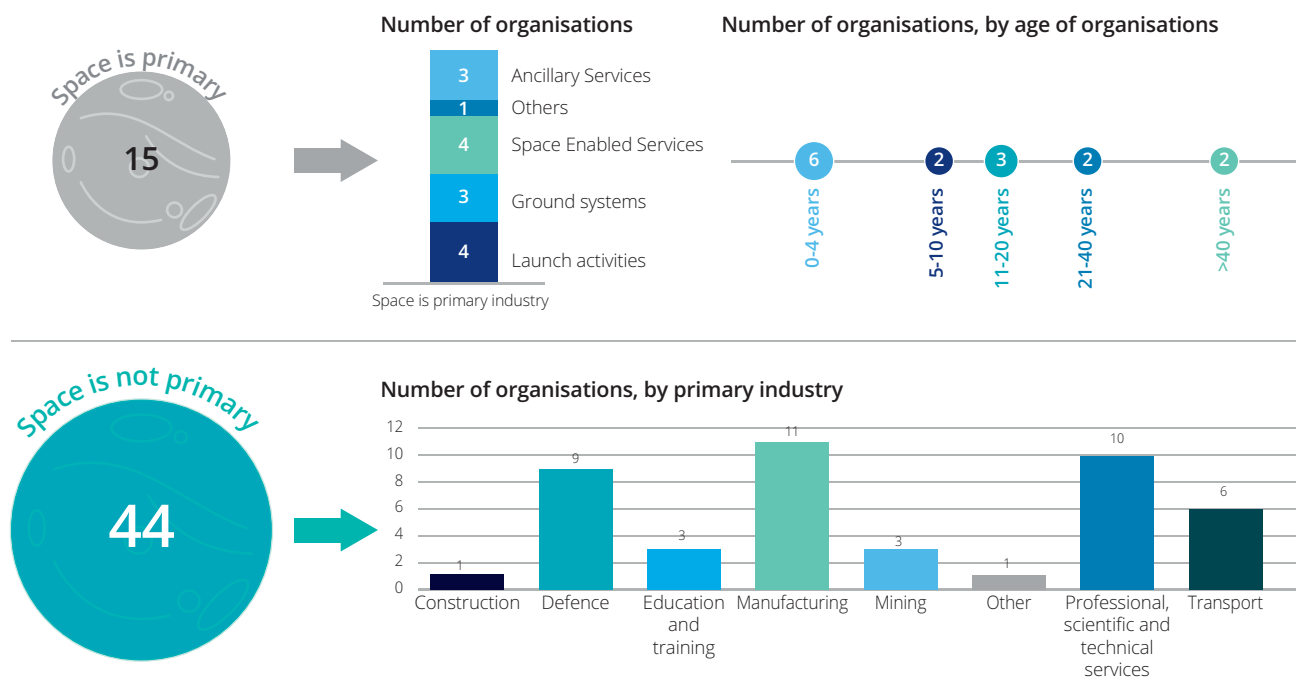 Space is primary
15
Number of organisations
3 Ancillary Services
1 Others
4 Space Enabled Services
3 Ground systems
4 Launch activities
Space is primary industry
Number of organisations, by age of organisations
6 2 3 2 2
0-4 years
5-10 years
11-20 years
21-40 years
>40 years
Space is not primary
44
Number of organisations, by primary industry
12
10
8
6
4
2
0
1 9 3 11 3 1 10 6
Construction
Defence
Education
and
training
Manufacturing
Mining
Other
Professional,
scientific and
technical
services
Transport